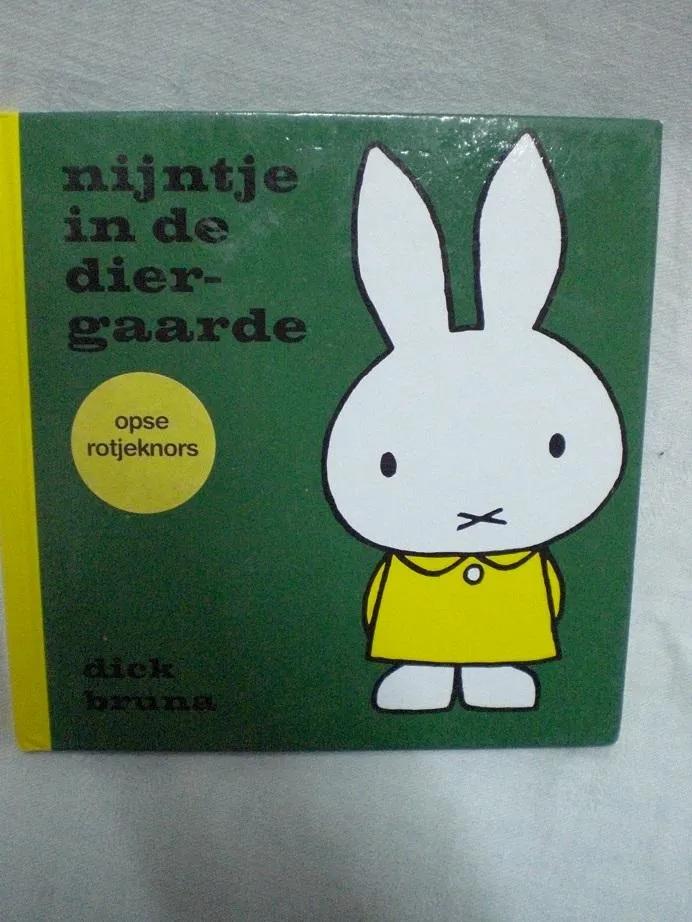 nijntje
in de
dier-
gaarde
opse
rotjeknors
dick
bruna